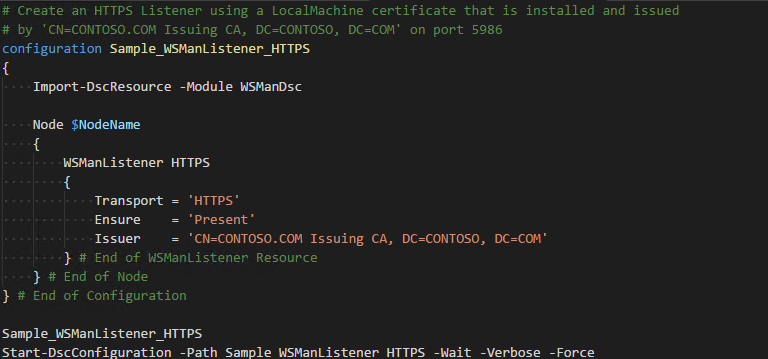 # Create an HTTPS Listener using a LocalMachine certificate that is installed and issued
# by 'CN=CONTOSO.COM Issuing CA, DC=CONTOSO, DC=COM' on port 5986
configuration Sample_WSManListener_HTTPS
{
    Import-DscResource -Module WSManDsc

    Node $NodeName
    {
        WSManListener HTTPS
        {
            Transport = 'HTTPS'
            Ensure    = 'Present'
            Issuer    = 'CN=CONTOSO.COM Issuing CA, DC=CONTOSO, DC=COM'
        } # End of WSManListener Resource
    } # End of Node
} # End of Configuration

Sample_WSManListener_HTTPS
Start-DscConfiguration -Path Sample_WSManListener_HTTPS -Wait -Verbose -Force